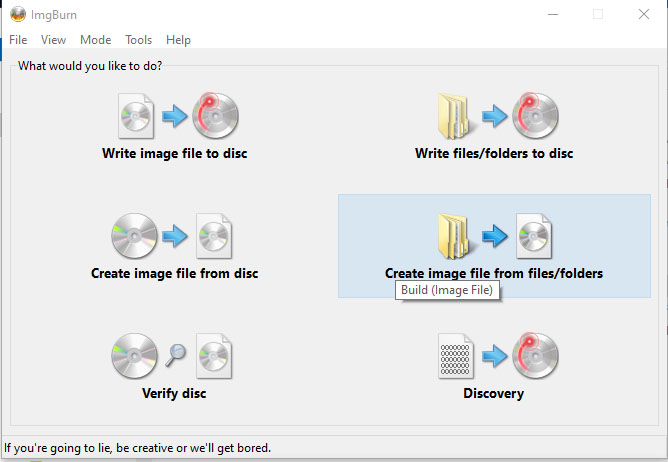 ImgBurn
File View Mode Tools Help
What would you like to do?
Write image file to disc
Write files/folders to disc
Create image file from disc
Create image file from files/folders
Build (Image File)
Verify disc
Discovery
If you're going to lie, be creative or we'll get bored.